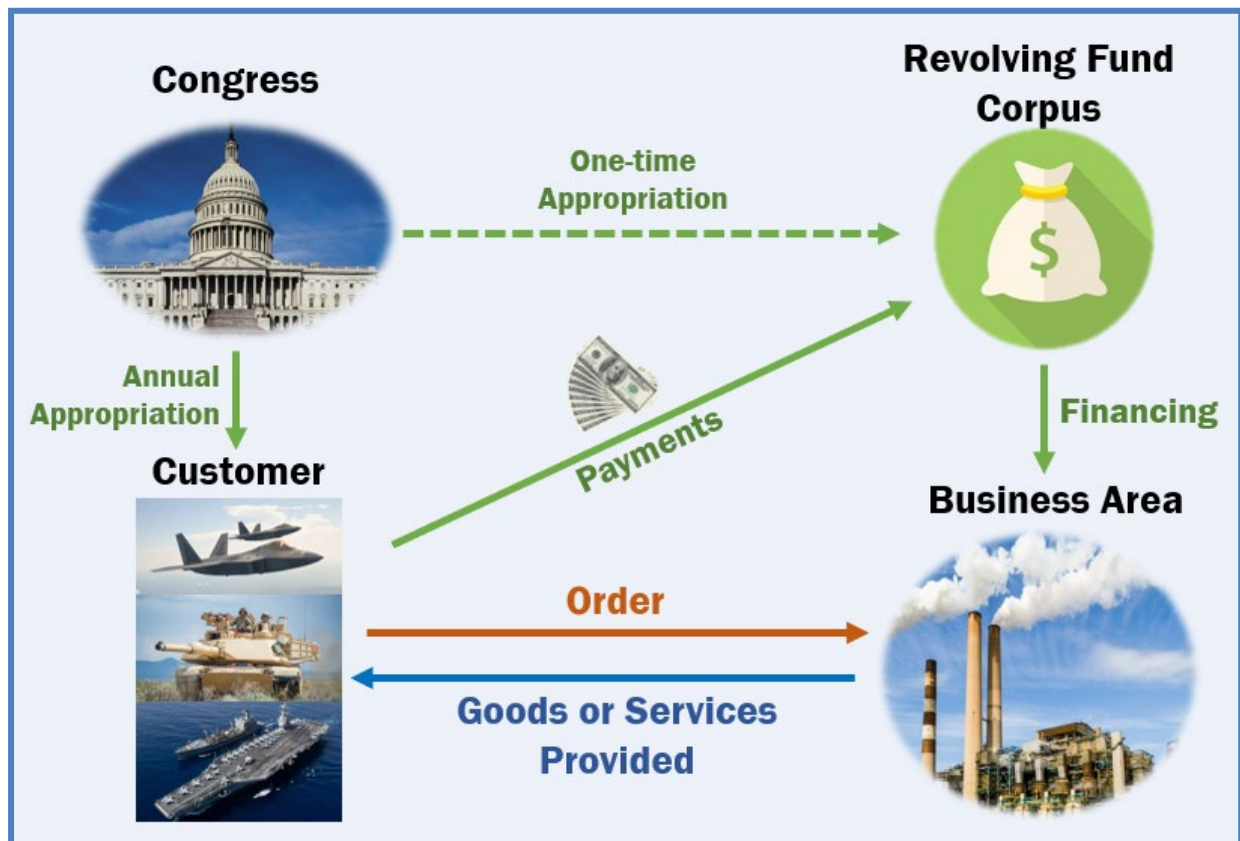 Congress
Revolving Fund
Corpus
One-time
Appropriation
$
Annual
Appropriation
Payments
Financing
Customer
Business Area
Order
Goods or Services
Provided